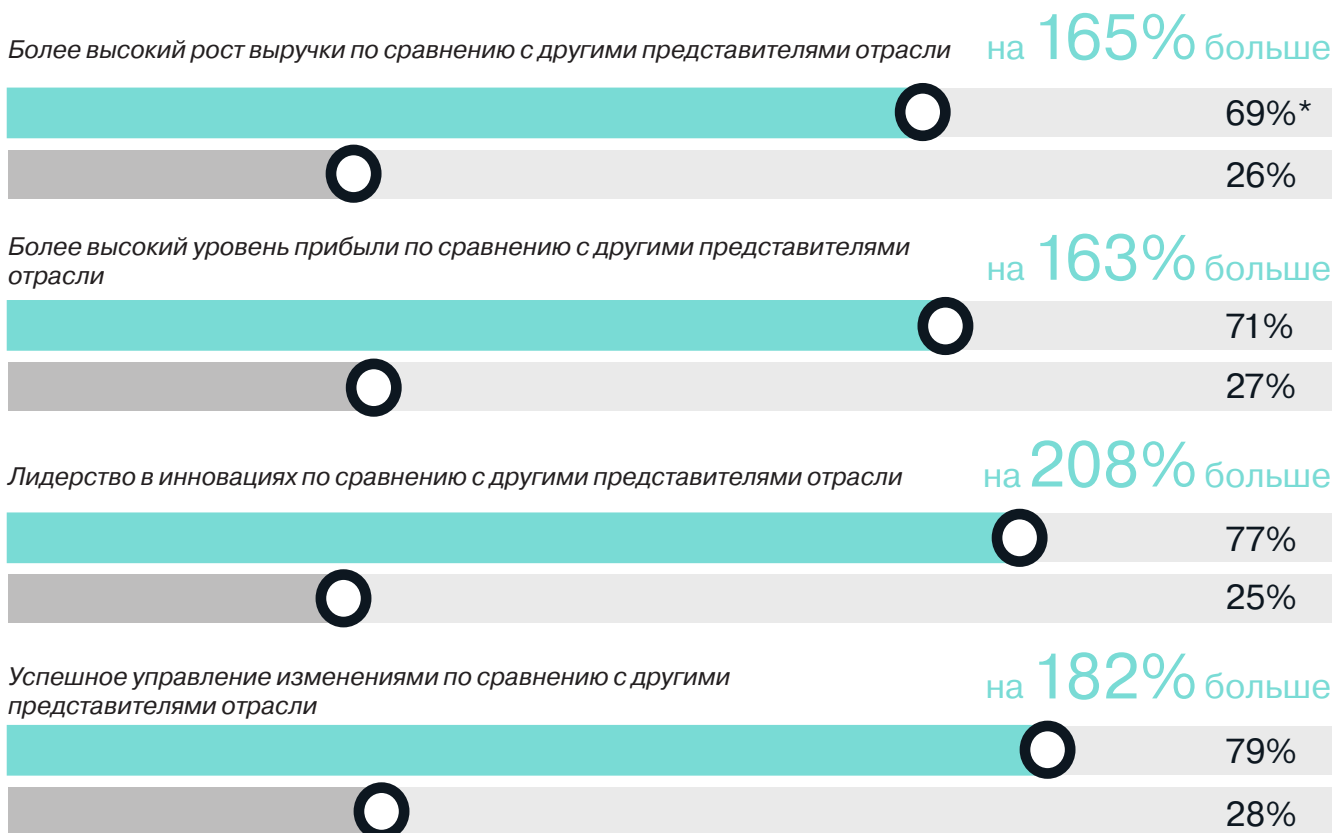 Более высокий рост выручки по сравнению с другими представителями отрасли
на 165% больше
69%*
26%
Более высокий уровень прибыли по сравнению с другими представителями
отрасли
на 163% больше
71%
27%
Лидерство в инновациях по сравнению с другими представителями отрасли
на 208% больше
77%
25%
Успешное управление изменениями по сравнению с другими
представителями отрасли
на 182% больше
79%
28%